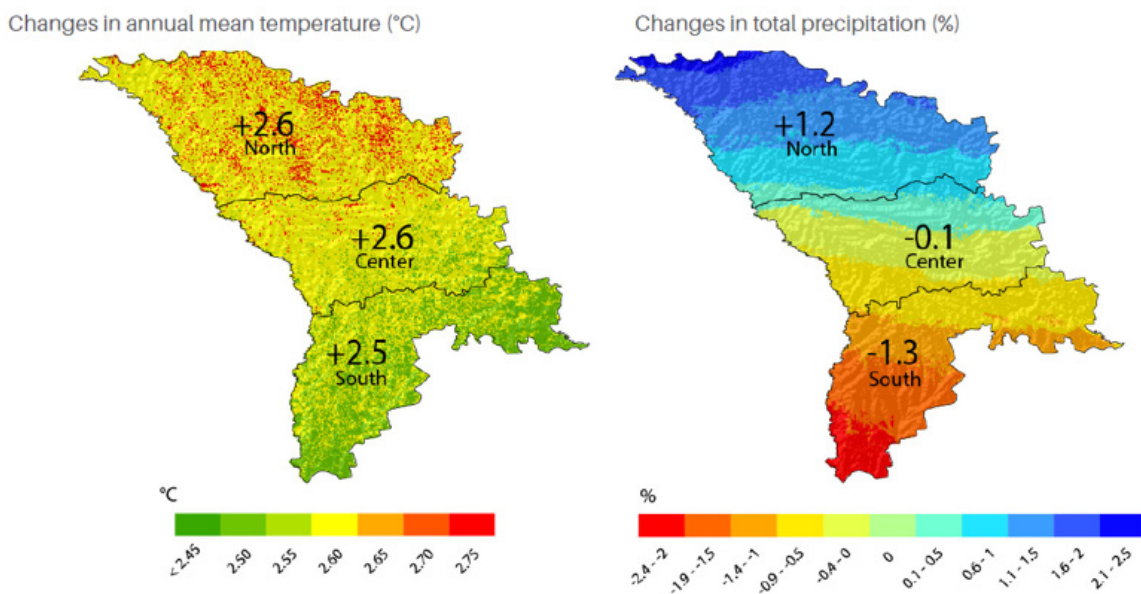 Changes in annual mean temperature (°C)
+2.6
North
+2.6
Center
+2.5
South
°C
< 2.45
2.50
2.55
2.60
2.65
2.70
2.75
Changes in total precipitation (%)
+1.2
North
-0.1
Center
-1.3
South
%
-2.4 - -2
-1.9 - -1.5
-1.4 - -1
-0.9 - -0.5
-0.4 - 0
0
0.1 - 0.5
0.6 - 1
1.1 - 1.5
1.6 - 2
2.1 - 2.5